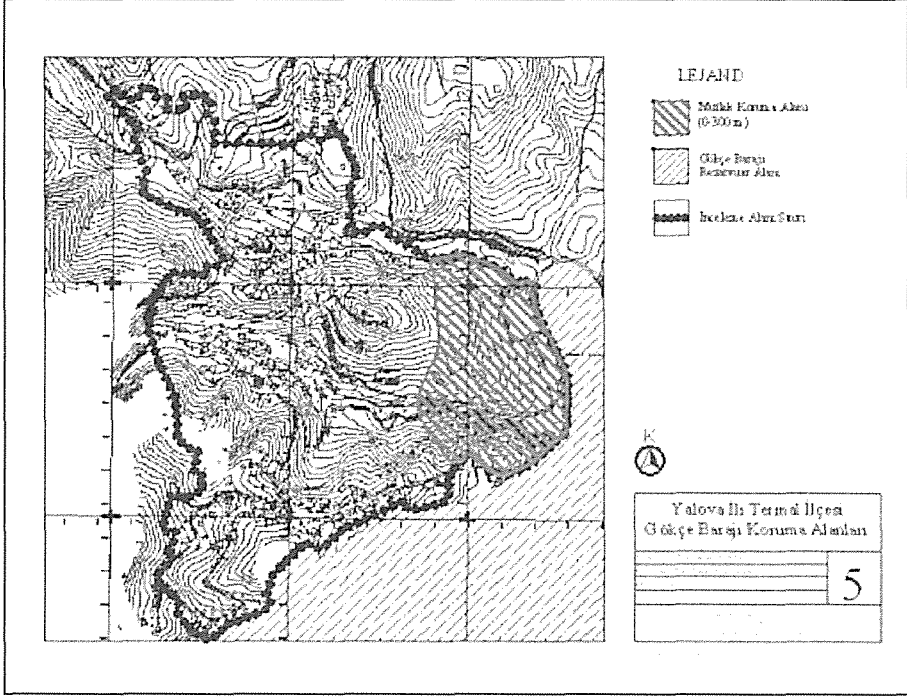 LEJAND
Mutlak Koruma Alanı
(0-300 m)
Gökçe Barajı
Rezervuar Alanı
İnceleme Alanı Sınırı
K
Yalova İli Termal İlçesi
Gökçe Barajı Koruma Alanları
5